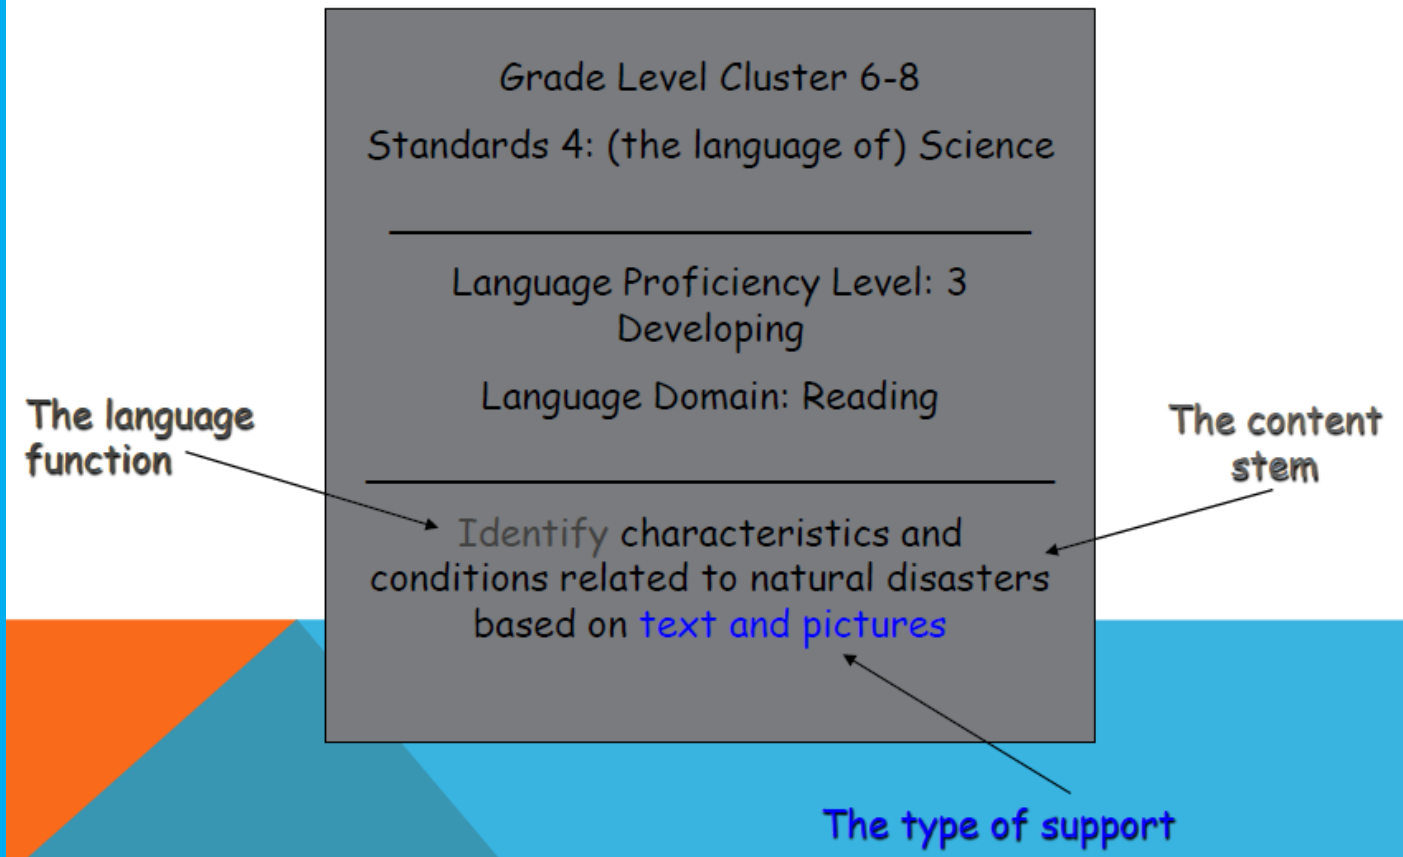 Grade Level Cluster 6-8
Standards 4: (the language of) Science
Language Proficiency Level: 3
Developing
Language Domain: Reading
The language
function
The content
stem
Identify characteristics and
conditions related to natural disasters
based on text and pictures
The type of support